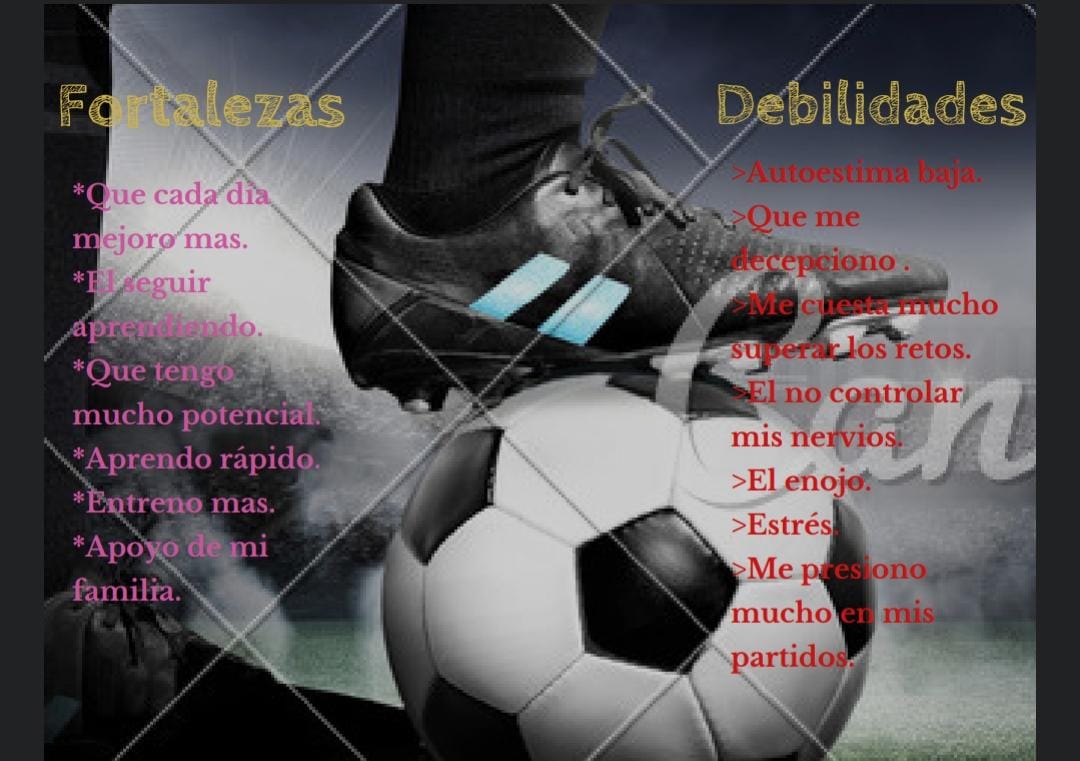 Fortalezas
*Que cada día
mejoro mas.
*El seguir
aprendiendo.
*Que tengo
mucho potencial.
*Aprendo rápido.
*Entreno mas.
*Apoyo de mi
familia.
Debilidades
>Autoestima baja.
>Que me
decepciono .
>Me cuesta mucho
superar los retos.
>El no controlar
mis nervios.
>El enojo.
>Estrés.
>Me presiono
mucho en mis
partidos.
Can